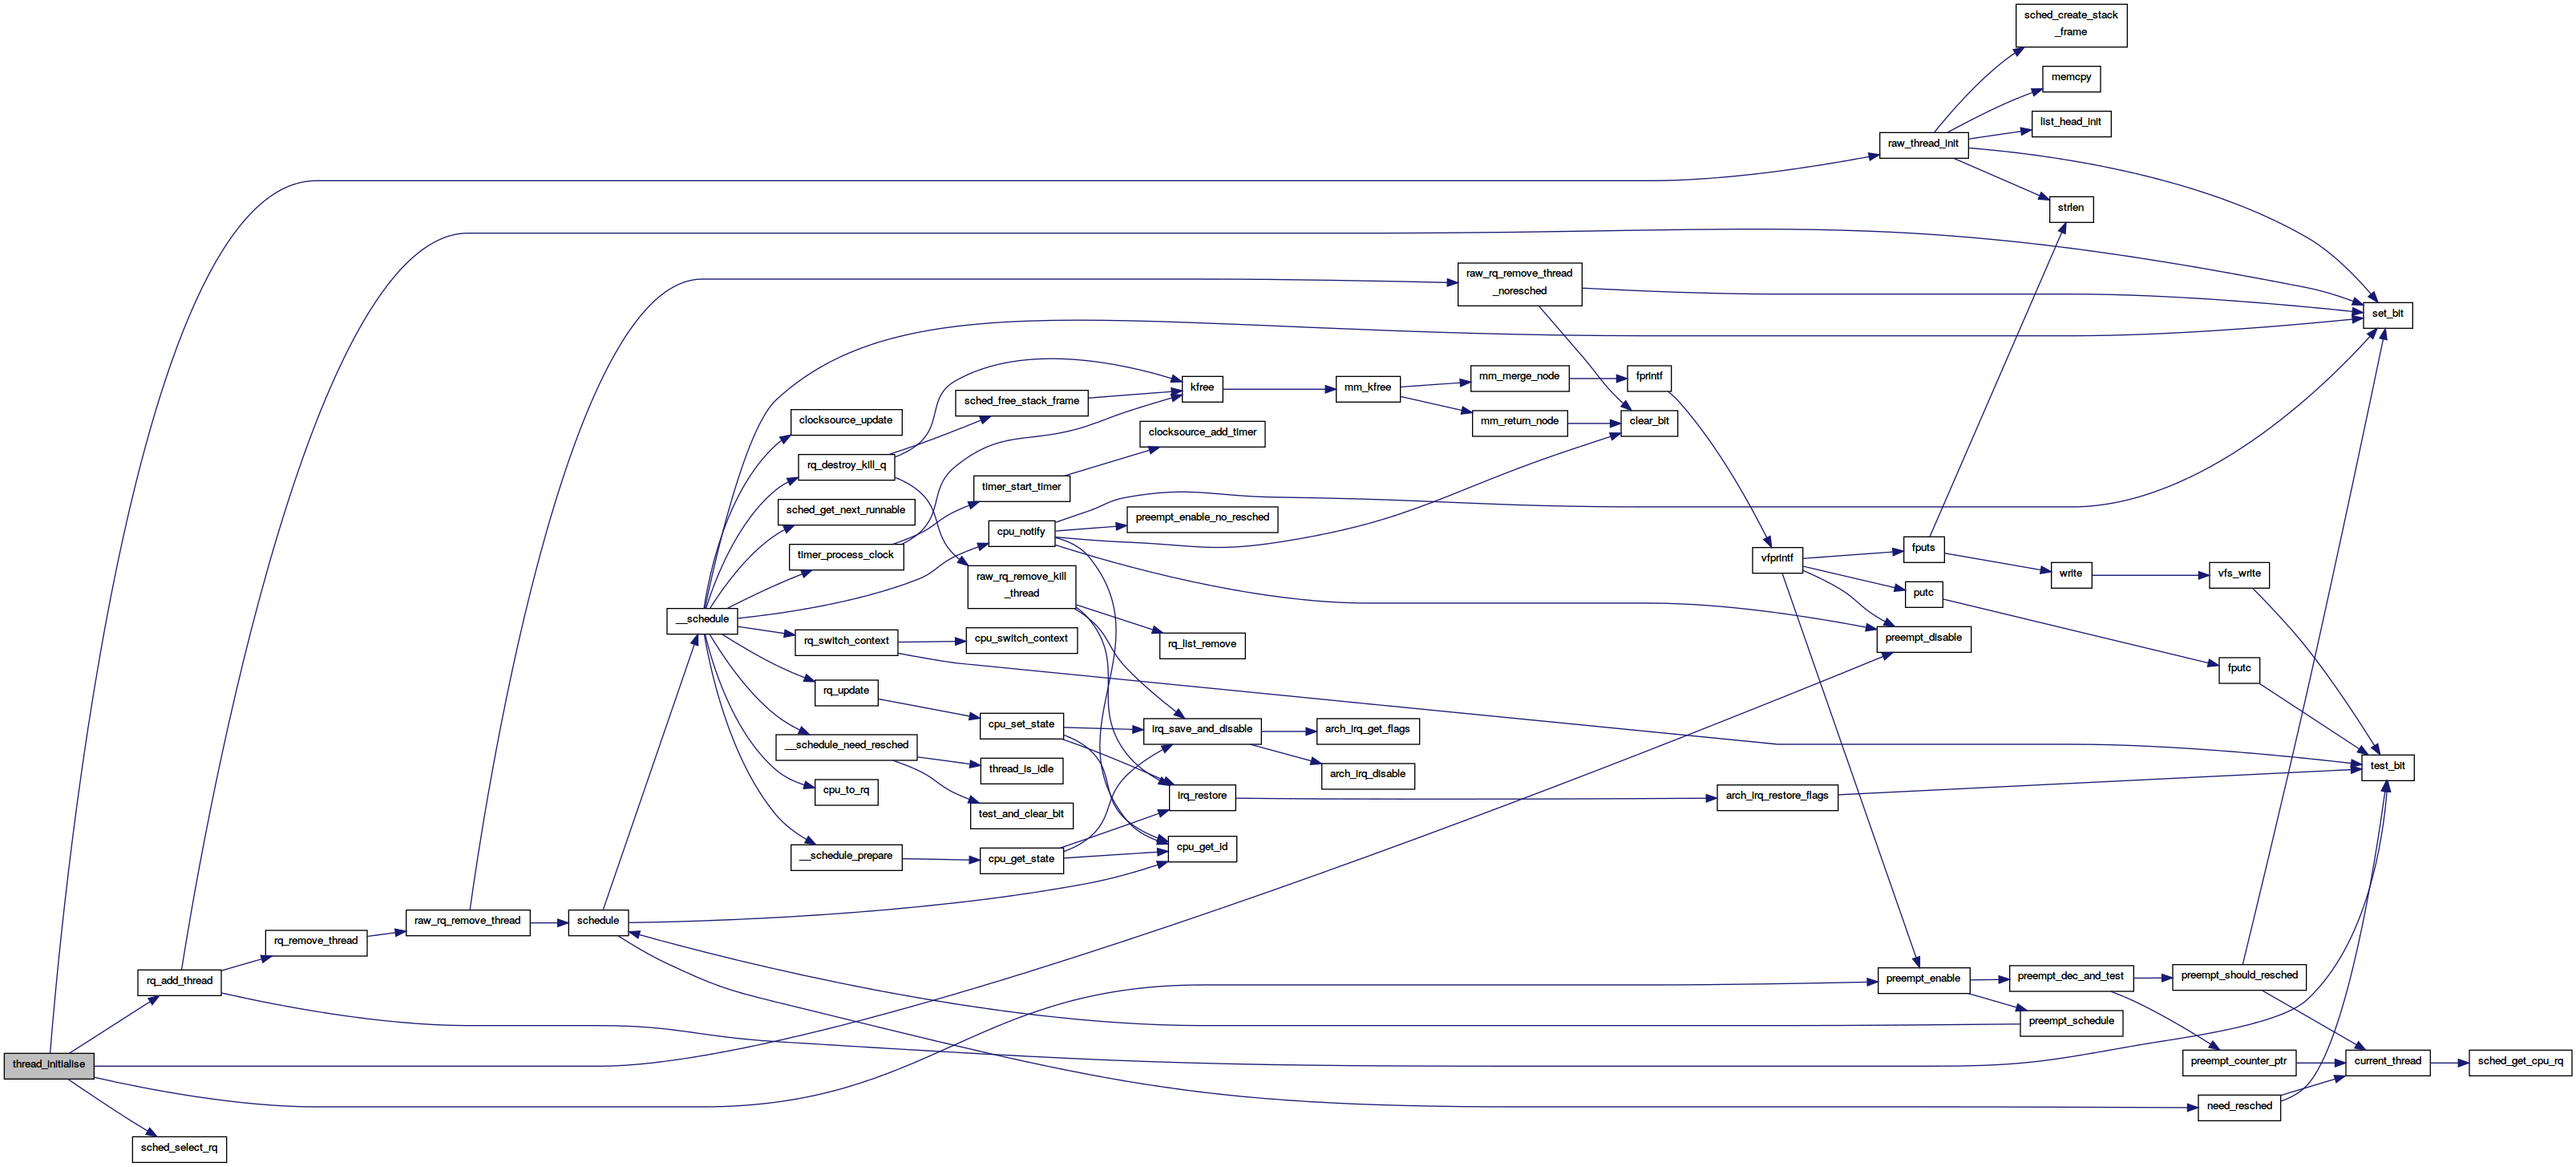 sched_create_stack
_frame
memcpy
list_head_init
raw_thread_init
strlen
raw_rq_remove_thread
_noresched
set_bit
kfree
mm_kfree
mm_merge_node
fprintf
sched_free_stack_frame
clocksource_update
mm_return_node
clear_bit
clocksource_add_timer
rq_destroy_kill_q
timer_start_timer
sched_get_next_runnable
preempt_enable_no_resched
cpu_notify
timer_process_clock
vfprintf
fputs
raw_rq_remove_kill
_thread
write
vfs_write
putc
__schedule
rq_switch_context
cpu_switch_context
rq_list_remove
preempt_disable
fputc
rq_update
cpu_set_state
irq_save_and_disable
arch_irq_get_flags
__schedule_need_resched
thread_is_idle
arch_irq_disable
test_bit
cpu_to_rq
irq_restore
arch_irq_restore_flags
test_and_clear_bit
cpu_get_id
__schedule_prepare
cpu_get_state
raw_rq_remove_thread
schedule
rq_remove_thread
rq_add_thread
preempt_enable
preempt_dec_and_test
preempt_should_resched
preempt_schedule
thread_initialise
preempt_counter_ptr
current_thread
sched_get_cpu_rq
need_resched
sched_select_rq